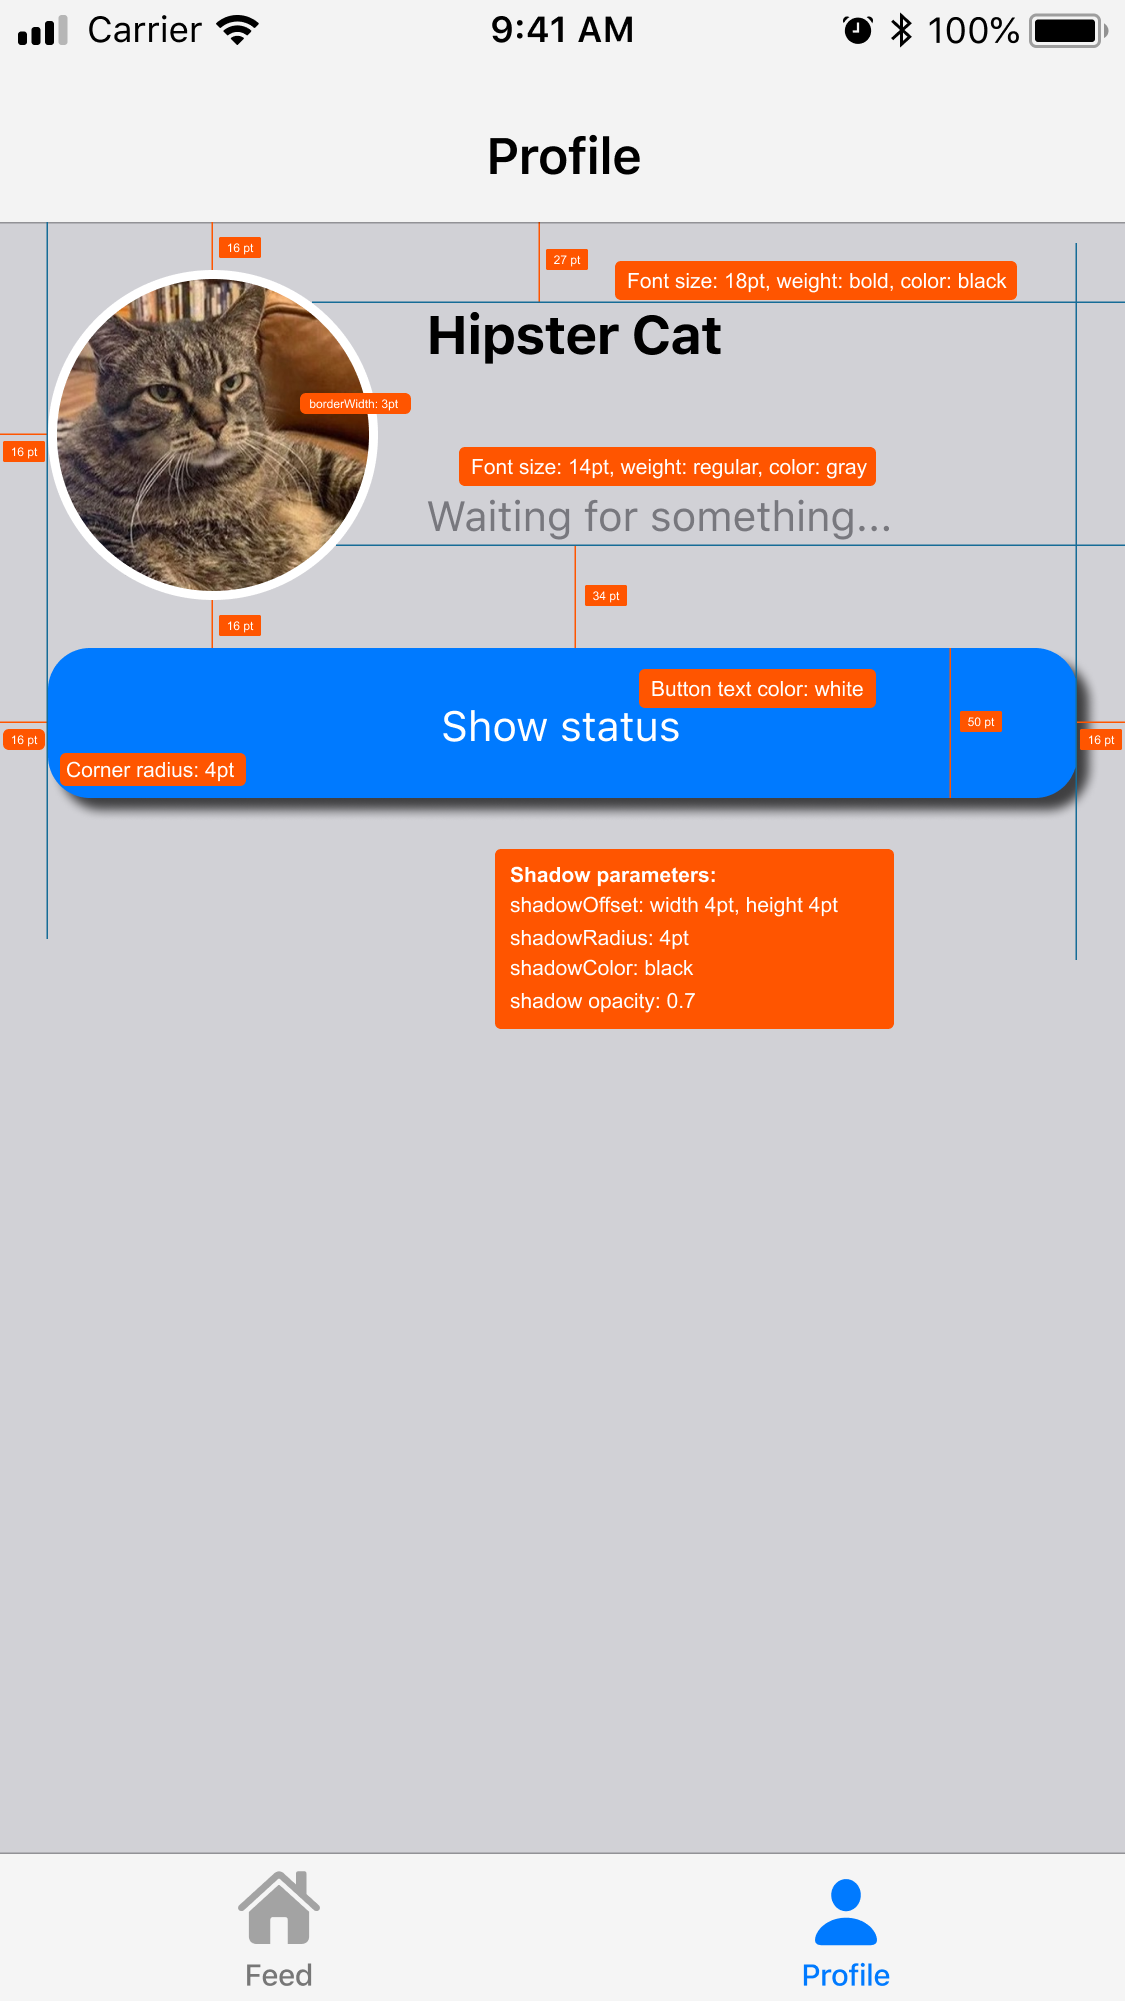 Carrier 9:41 AM 100%
Profile
16 pt
27 pt
Font size: 18pt, weight: bold, color: black
Hipster Cat
borderWidth: 3pt
16 pt
Font size: 14pt, weight: regular, color: gray
Waiting for something...
34 pt
16 pt
Button text color: white
Show status
50 pt
16 pt
16 pt
Corner radius: 4pt
Shadow parameters:
shadowOffset: width 4pt, height 4pt
shadowRadius: 4pt
shadowColor: black
shadow opacity: 0.7
Feed
Profile